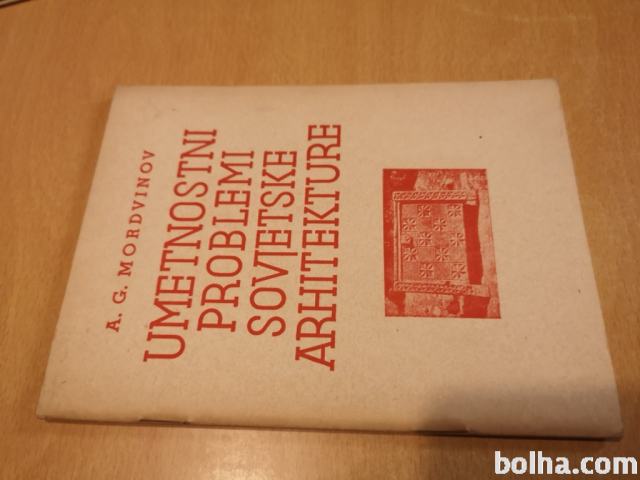 A. G. MORDVINOV
UMETNOSTNI
PROBLEMI
SOVJETSKE
ARHITEKTURE
bolha.com